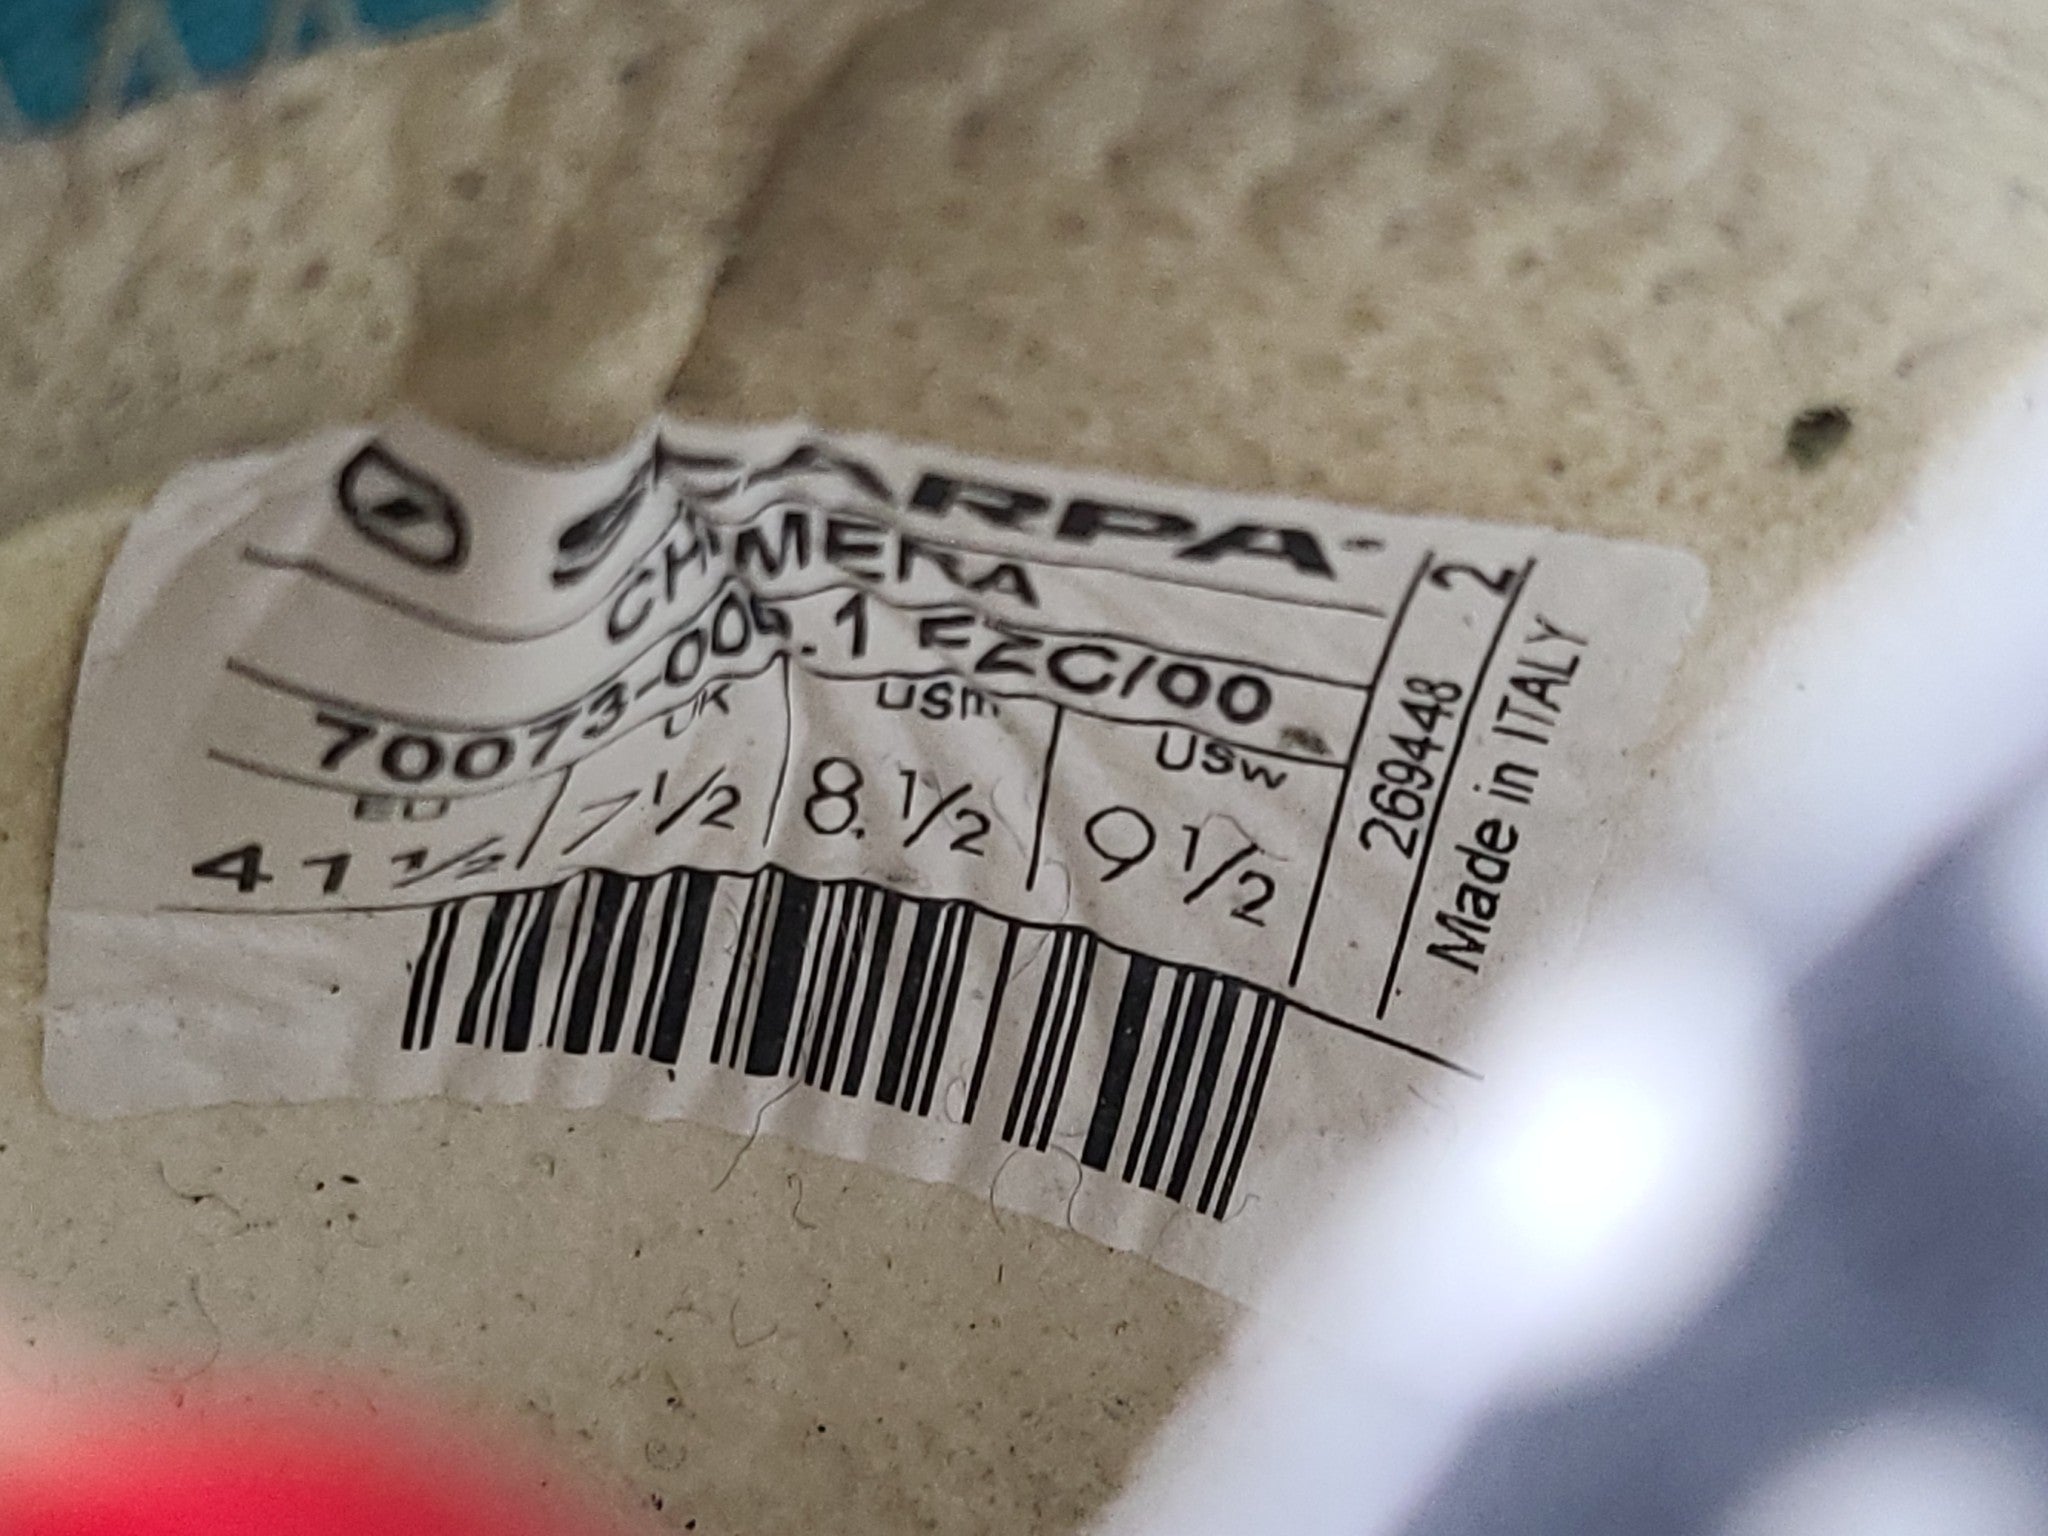 SCARPA
CHIMERA
70073-005.1 EZC/00
EU UK USm USw
41 1/2 7 1/2 8. 1/2 9 1/2
269448 2
Made in ITALY